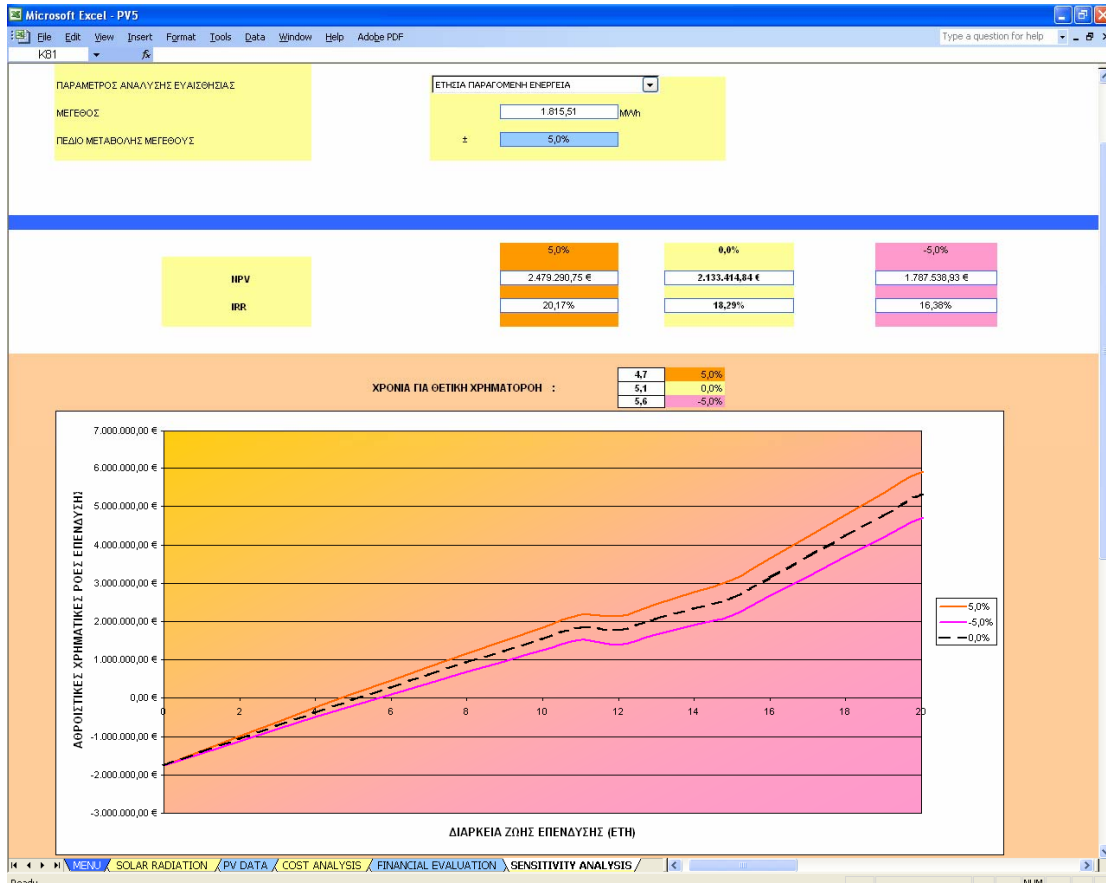 Microsoft Excel - PV5
File Edit View Insert Format Tools Data Window Help Adobe PDF
Type a question for help
K81
fx
ΠΑΡΑΜΕΤΡΟΣ ΑΝΑΛΥΣΗΣ ΕΥΑΙΣΘΗΣΙΑΣ
ΕΤΗΣΙΑ ΠΑΡΑΓΟΜΕΝΗ ΕΝΕΡΓΕΙΑ
ΜΕΓΕΘΟΣ
1.815,51 MWh
ΠΕΔΙΟ ΜΕΤΑΒΟΛΗΣ ΜΕΓΕΘΟΥΣ
± 5,0%
5,0% 0,0% -5,0%
NPV 2.479.290,75 € 2.133.414,84 € 1.787.538,93 €
IRR 20,17% 18,29% 16,38%
ΧΡΟΝΙΑ ΓΙΑ ΘΕΤΙΚΗ ΧΡΗΜΑΤΟΡΟΗ :
4,7 5,0%
5,1 0,0%
5,6 -5,0%
7.000.000,00 €
6.000.000,00 €
5.000.000,00 €
4.000.000,00 €
3.000.000,00 €
2.000.000,00 €
1.000.000,00 €
0,00 €
-1.000.000,00 €
-2.000.000,00 €
-3.000.000,00 €
ΑΘΡΟΙΣΤΙΚΕΣ ΧΡΗΜΑΤΙΚΕΣ ΡΟΕΣ ΕΠΕΝΔΥΣΗΣ
0 2 4 6 8 10 12 14 16 18 20
5,0%
-5,0%
0,0%
ΔΙΑΡΚΕΙΑ ΖΩΗΣ ΕΠΕΝΔΥΣΗΣ (ΕΤΗ)
MENU SOLAR RADIATION PV DATA COST ANALYSIS FINANCIAL EVALUATION SENSITIVITY ANALYSIS
Ready
NUM